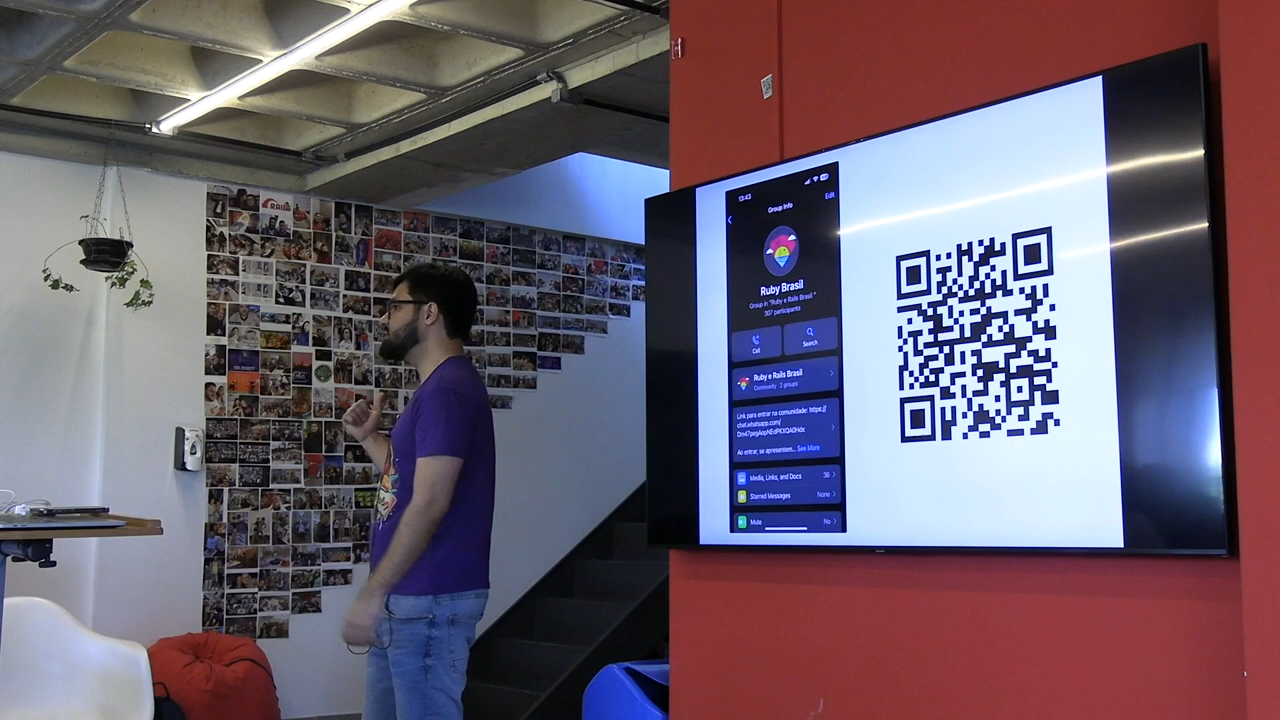 13:43
Edit
Group Info
Ruby Brasil
Group in "Ruby e Rails Brasil "
307 participants
Call
Search
Ruby e Rails Brasil
Community · 2 groups
Link para entrar na comunidade: https://
chat.whatsapp.com/
Ao entrar, se apresentem... See More
Media, Links, and Docs 36
Starred Messages None
Mute No